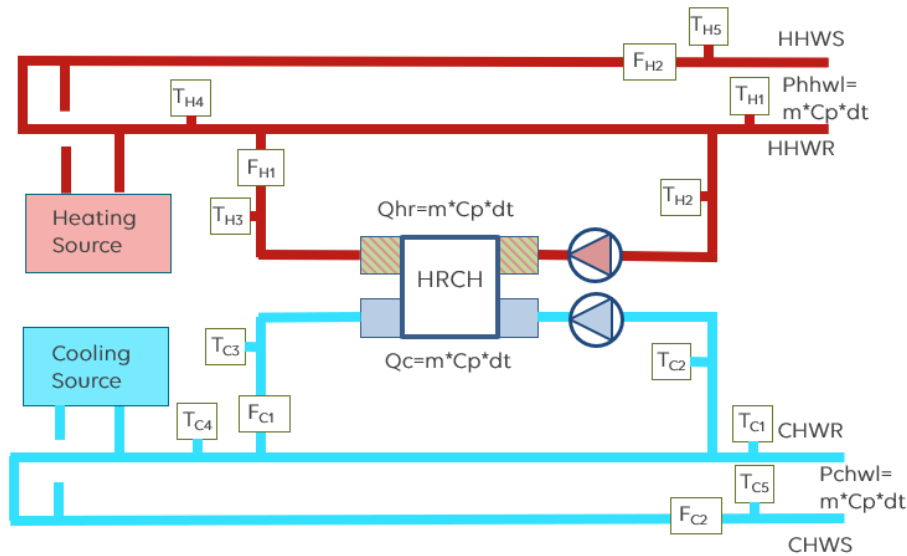 TH5
HHWS
FH2
TH4
TH1
Phhwl=
m*Cp*dt
HHWR
FH1
TH2
TH3
Qhr=m*Cp*dt
Heating
Source
HRCH
Cooling
Source
TC3
Qc=m*Cp*dt
TC2
TC4
FC1
TC1
CHWR
Pchwl=
m*Cp*dt
TC5
FC2
CHWS